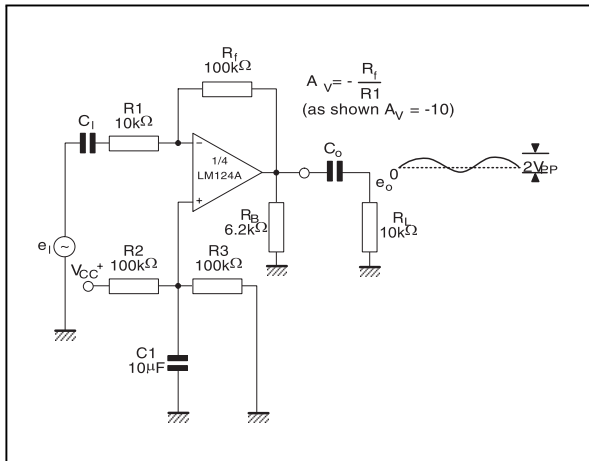 Rf
100kΩ
AV = - Rf
R1
(as shown AV = -10)
R1
10kΩ
CI
1/4
LM124A
−
+
Co
eo
0
2VPP
RB
6.2kΩ
RL
10kΩ
eI
~
VCC+
R2
100kΩ
R3
100kΩ
C1
10μF